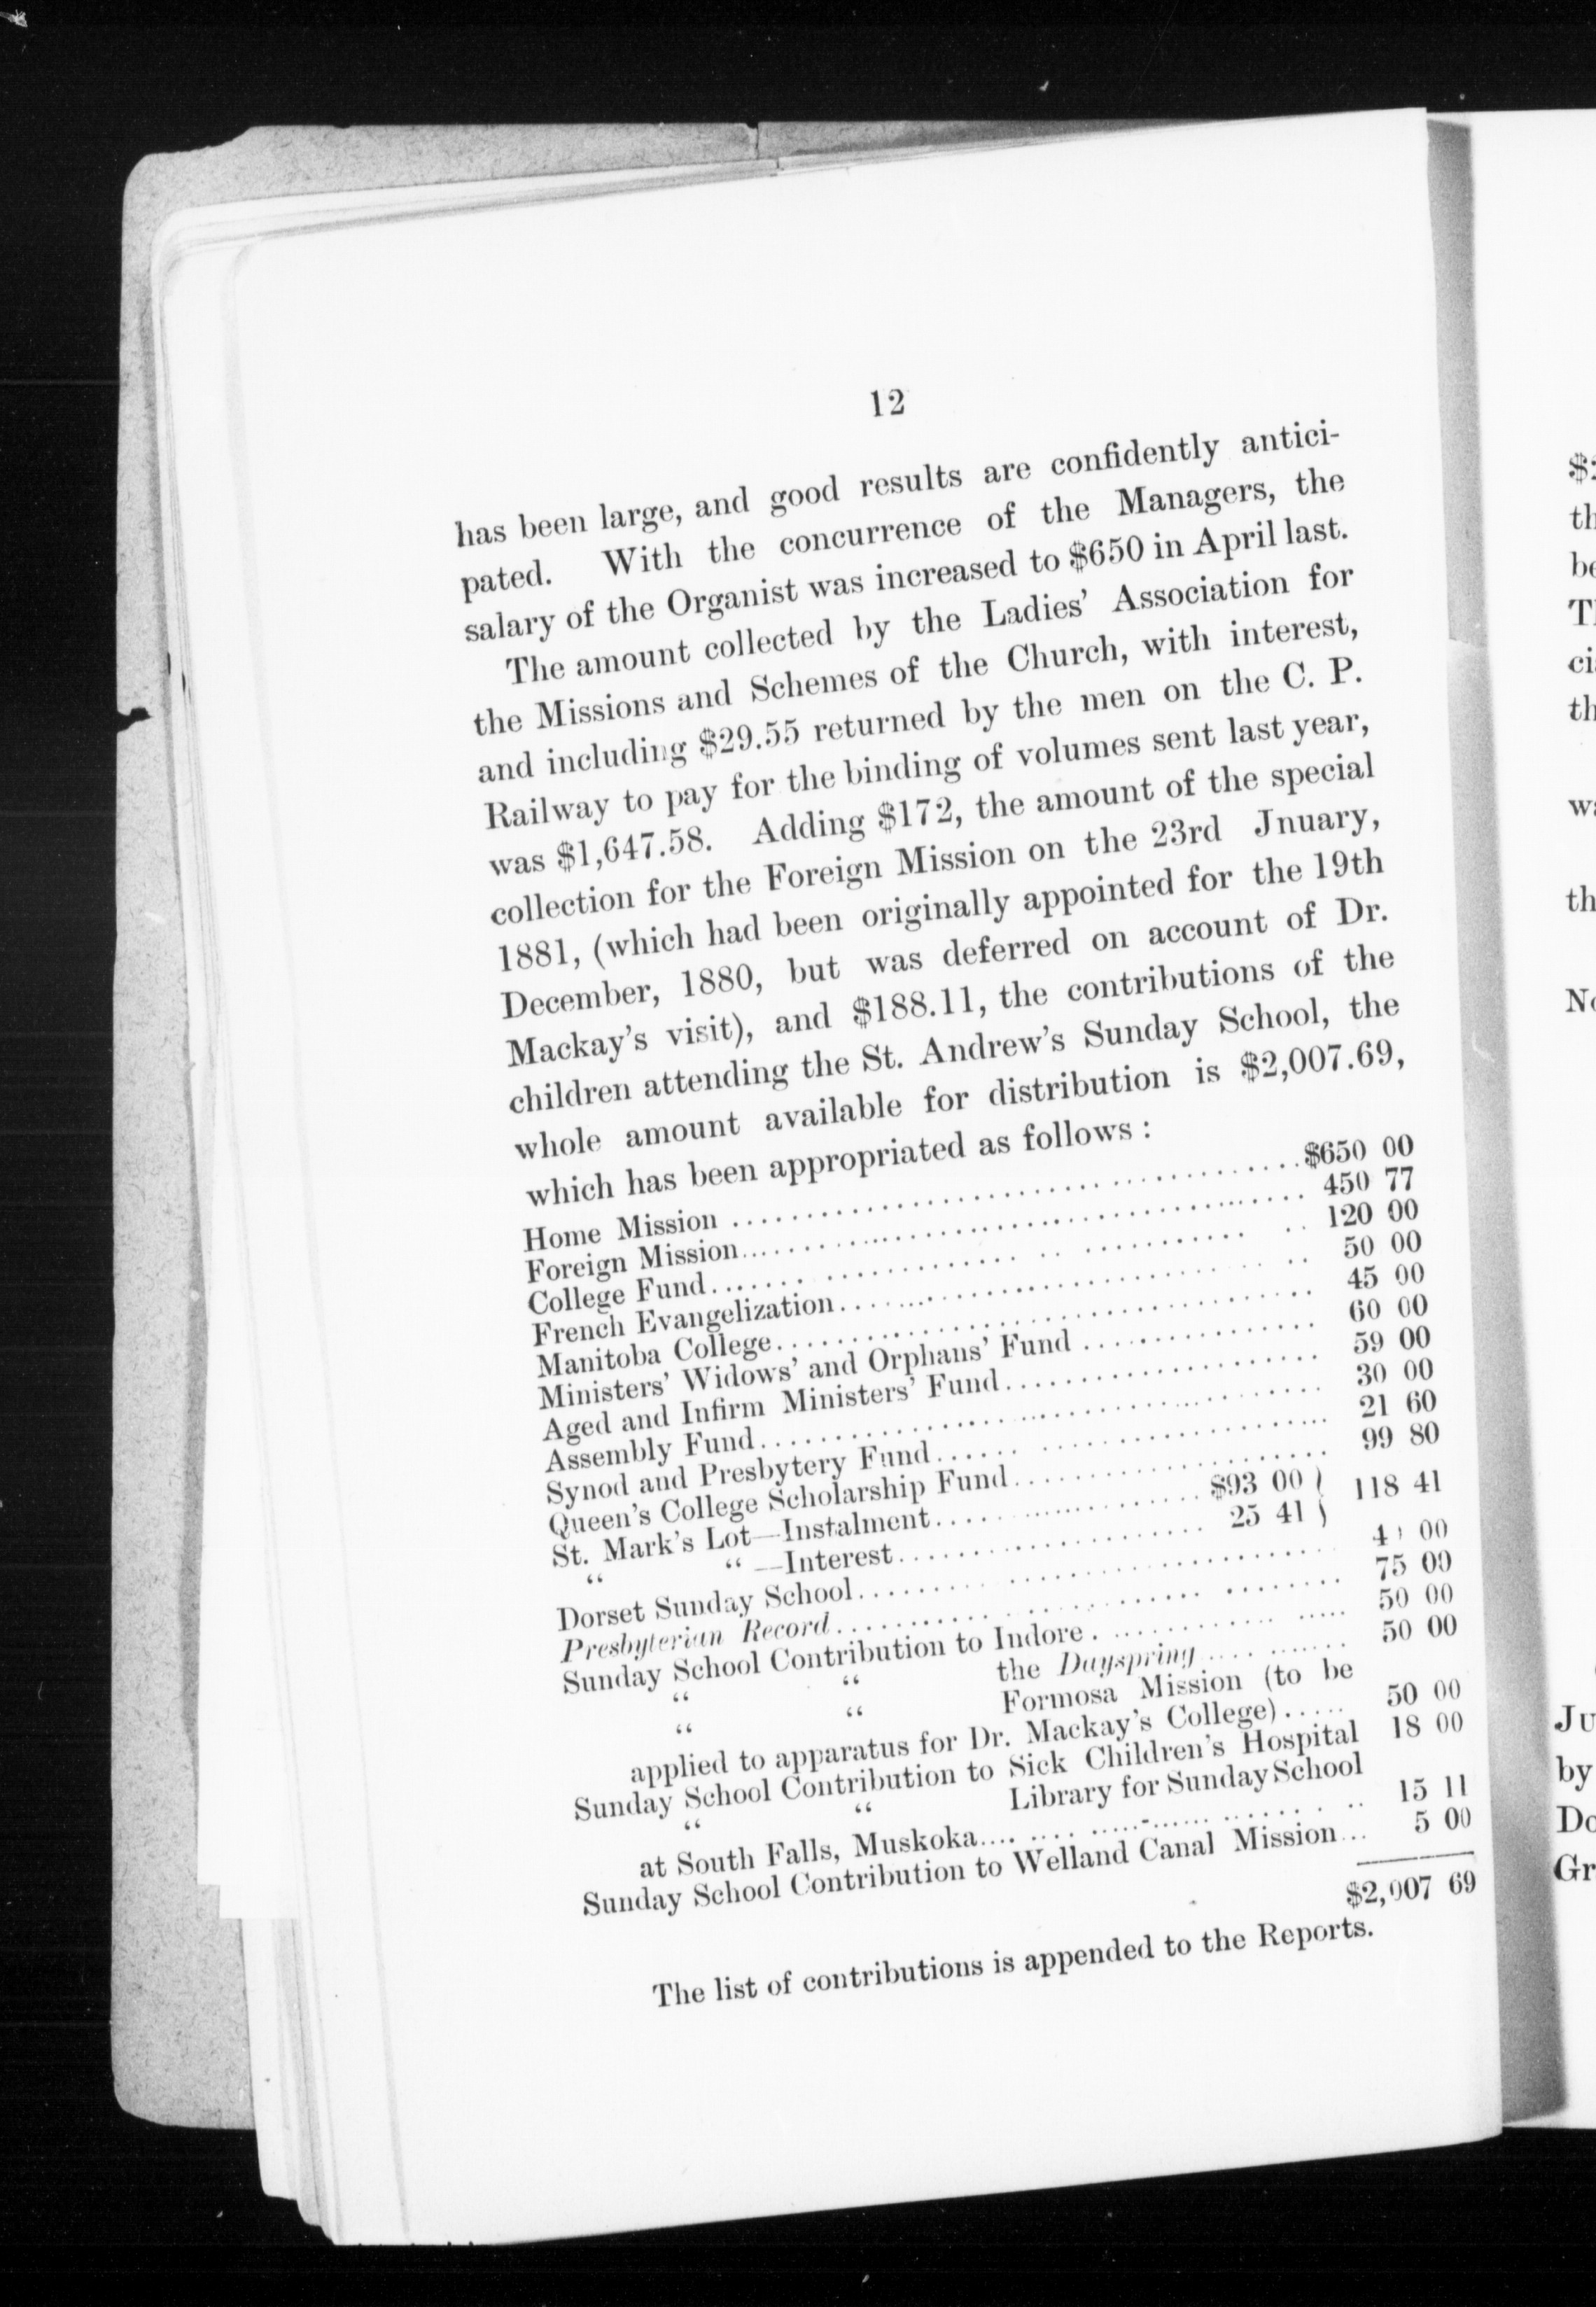 12
has been large, and good results are confidently antici-
pated. With the concurrence of the Managers, the
salary of the Organist was increased to $650 in April last.
The amount collected by the Ladies' Association for
the Missions and Schemes of the Church, with interest,
and including $29.55 returned by the men on the C. P.
Railway to pay for the binding of volumes sent last year,
was $1,647.58. Adding $172, the amount of the special
collection for the Foreign Mission on the 23rd Jnuary,
1881, (which had been originally appointed for the 19th
December, 1880, but was deferred on account of Dr.
Mackay's visit), and $188.11, the contributions of the
children attending the St. Andrew's Sunday School, the
whole amount available for distribution is $2,007.69,
which has been appropriated as follows :
Home Mission ........................................ $650 00
Foreign Mission........................................ 450 77
College Fund........................................ 120 00
French Evangelization........................................ 50 00
Manitoba College........................................ 45 00
Ministers' Widows' and Orphans' Fund ................ 60 00
Aged and Infirm Ministers' Fund...................... 59 00
Assembly Fund........................................ 30 00
Synod and Presbytery Fund............................ 21 60
Queen's College Scholarship Fund..................... 99 80
St. Mark's Lot—Instalment.................... $93 00 } 118 41
“ “ —Interest..................... 25 41 }
Dorset Sunday School................................ 00
Presbyterian Record................................ 75 00
Sunday School Contribution to Indore................ 50 00
“ “ the Dayspring ........... 50 00
“ “ Formosa Mission (to be
applied to apparatus for Dr. Mackay's College)..... 50 00
Sunday School Contribution to Sick Children's Hospital 18 00
“ “ Library for Sunday School
at South Falls, Muskoka........................... 15 11
Sunday School Contribution to Welland Canal Mission... 5 00
$2,007 69
The list of contributions is appended to the Reports.
th
be
ci
th
th
Ju
by
Do
Gr